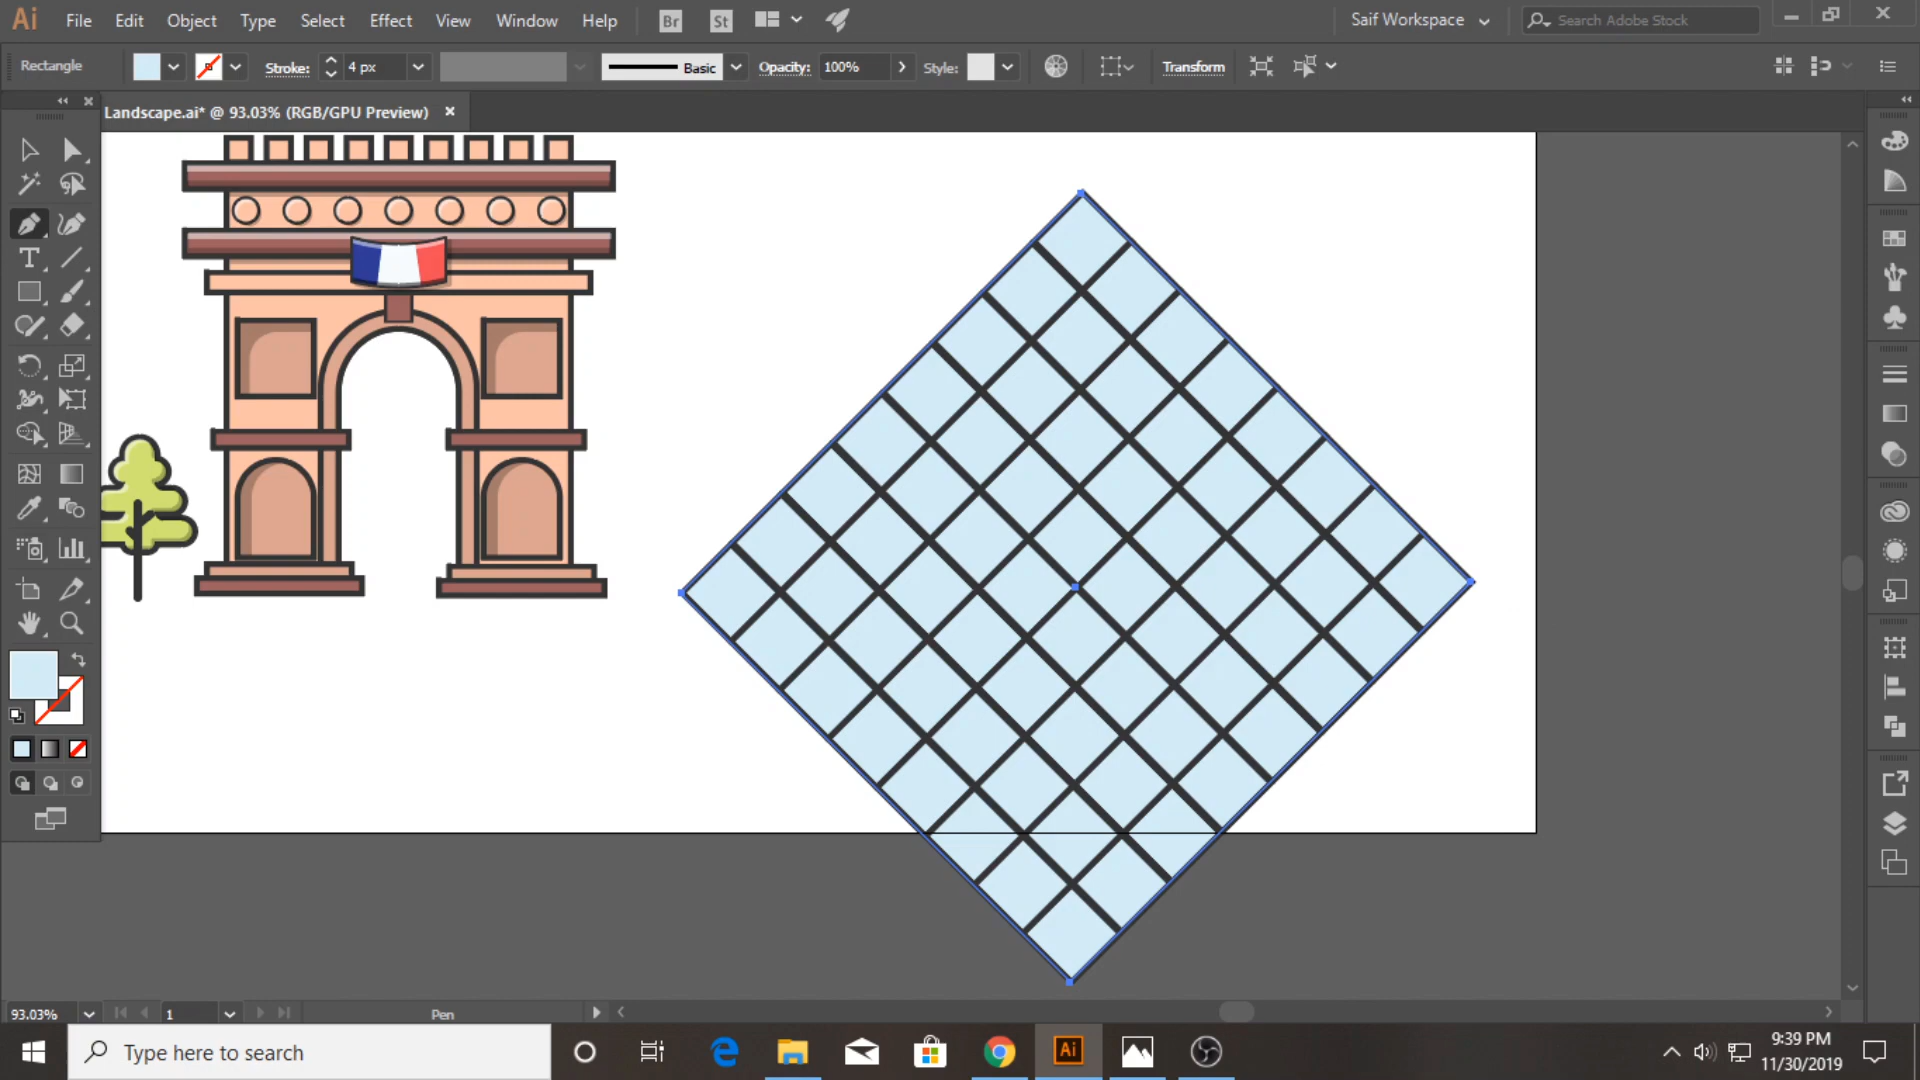 Ai File Edit Object Type Select Effect View Window Help Br St Saif Workspace Search Adobe Stock
Rectangle Stroke: 4 px Basic Opacity: 100% Style: Transform
Landscape.ai* @ 93.03% (RGB/GPU Preview)
93.03% 1 Pen
Type here to search Ai 9:39 PM
11/30/2019